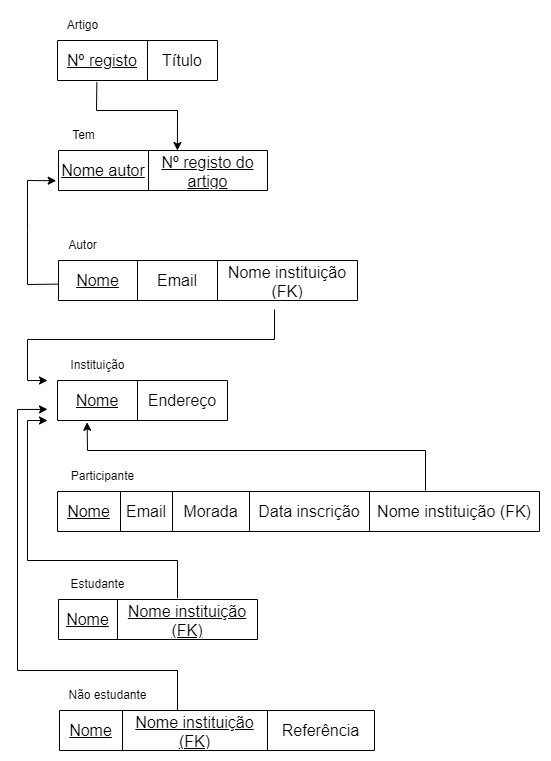 Artigo
Nº registo Título
Tem
Nome autor Nº registo do
artigo
Autor
Nome Email Nome instituição
(FK)
Instituição
Nome Endereço
Participante
Nome Email Morada Data inscrição Nome instituição (FK)
Estudante
Nome Nome instituição
(FK)
Não estudante
Nome Nome instituição
(FK) Referência